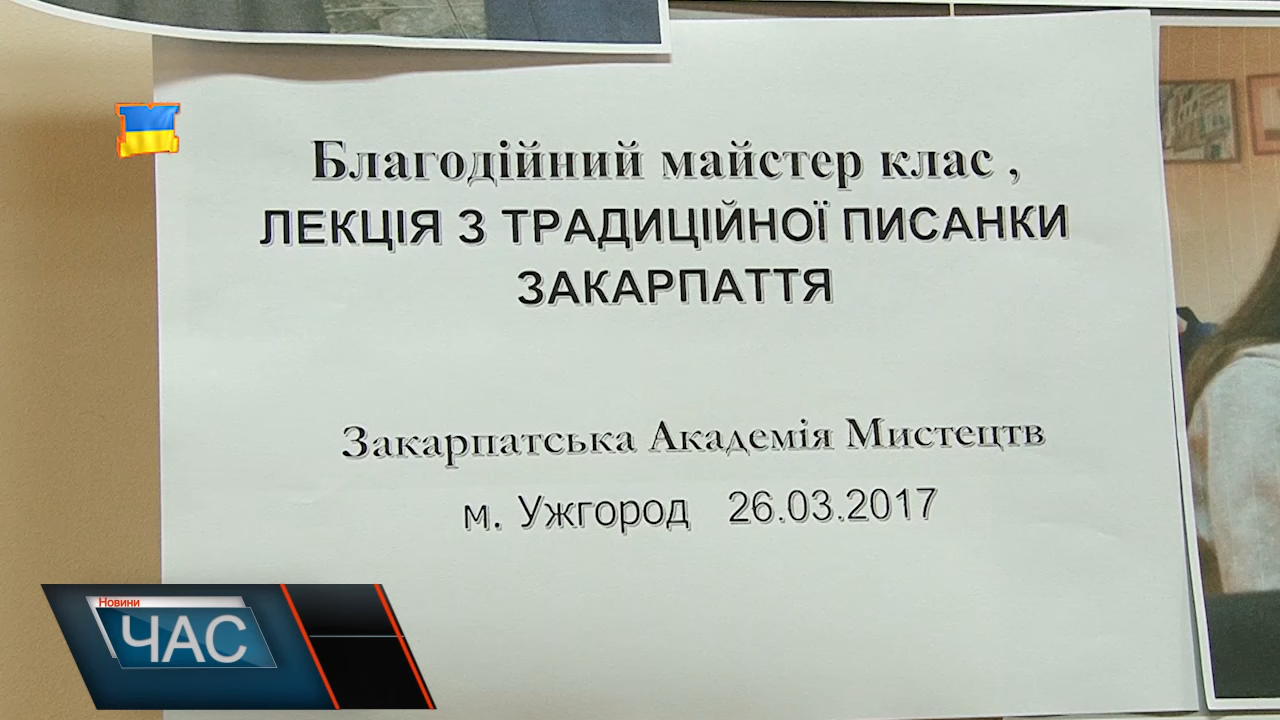 Благодійний майстер клас ,
ЛЕКЦІЯ З ТРАДИЦІЙНОЇ ПИСАНКИ
ЗАКАРПАТТЯ
Закарпатська Академія Мистецтв
м. Ужгород 26.03.2017
Новини
ЧАС